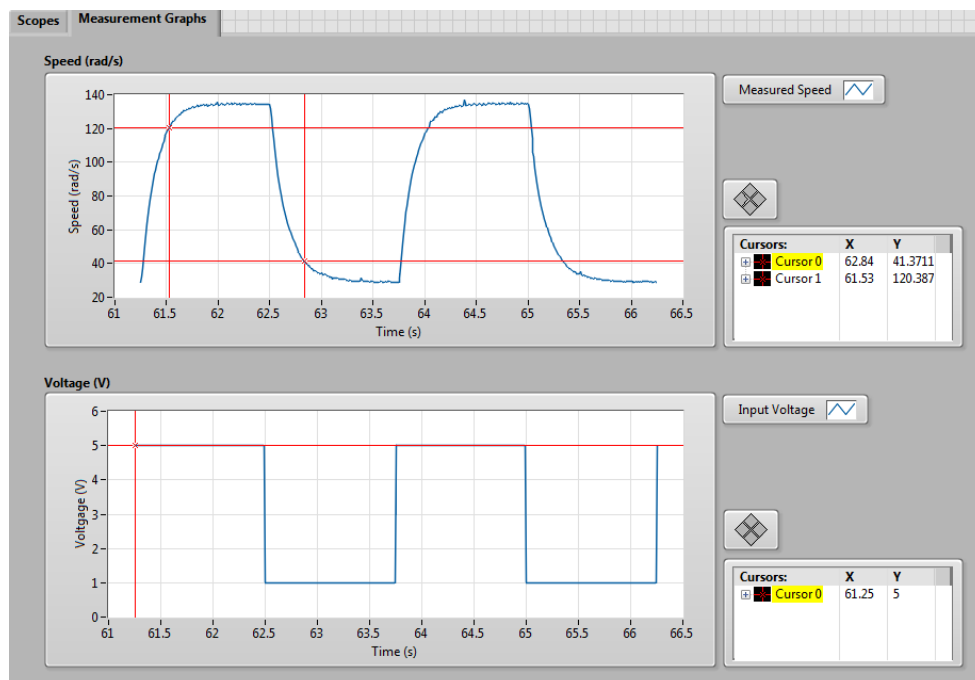 Scopes
Measurement Graphs
Speed (rad/s)
140
120
100
80
60
40
20
Speed (rad/s)
61 61.5 62 62.5 63 63.5 64 64.5 65 65.5 66 66.5
Time (s)
Measured Speed
Cursors: X Y
Cursor 0 62.84 41.3711
Cursor 1 61.53 120.387
Voltage (V)
6
5
4
3
2
1
0
Voltgage (V)
61 61.5 62 62.5 63 63.5 64 64.5 65 65.5 66 66.5
Time (s)
Input Voltage
Cursors: X Y
Cursor 0 61.25 5